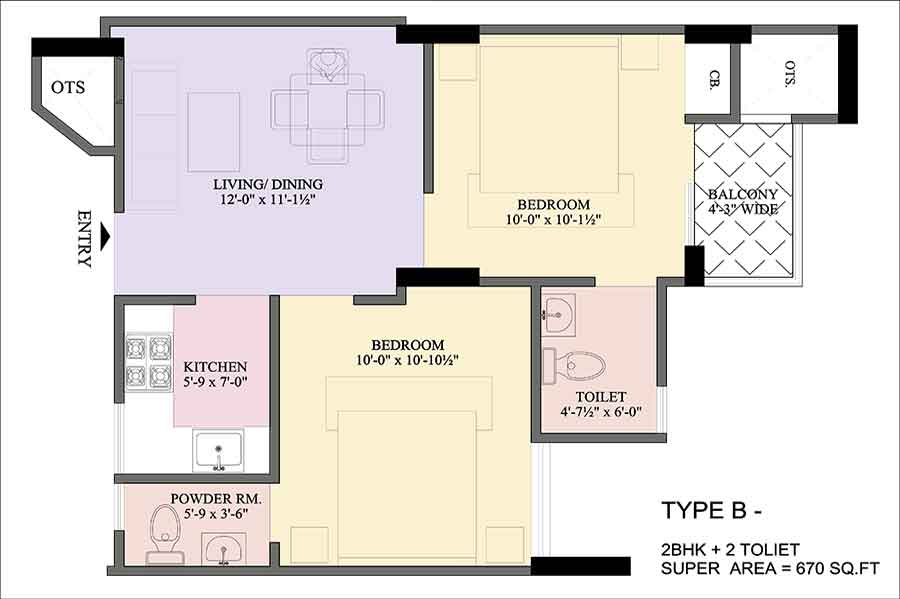 OTS
OTS.
CB.
LIVING/ DINING
12'-0" x 11'-1½"
BEDROOM
10'-0" x 10'-1½"
BALCONY
4'-3" WIDE
ENTRY
BEDROOM
10'-0" x 10'-10½"
KITCHEN
5'-9 x 7'-0"
TOILET
4'-7½" x 6'-0"
POWDER RM.
5'-9 x 3'-6"
TYPE B -
2BHK + 2 TOLIET
SUPER AREA = 670 SQ.FT